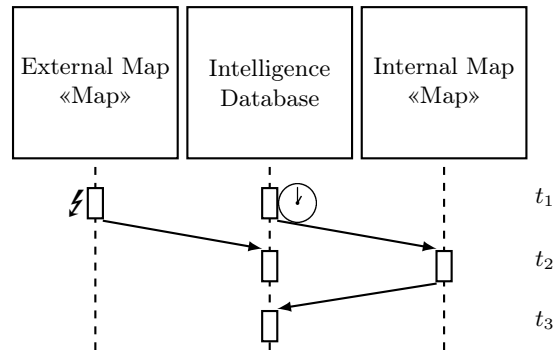 External Map
«Map»
Intelligence
Database
Internal Map
«Map»
t₁
t₂
t₃